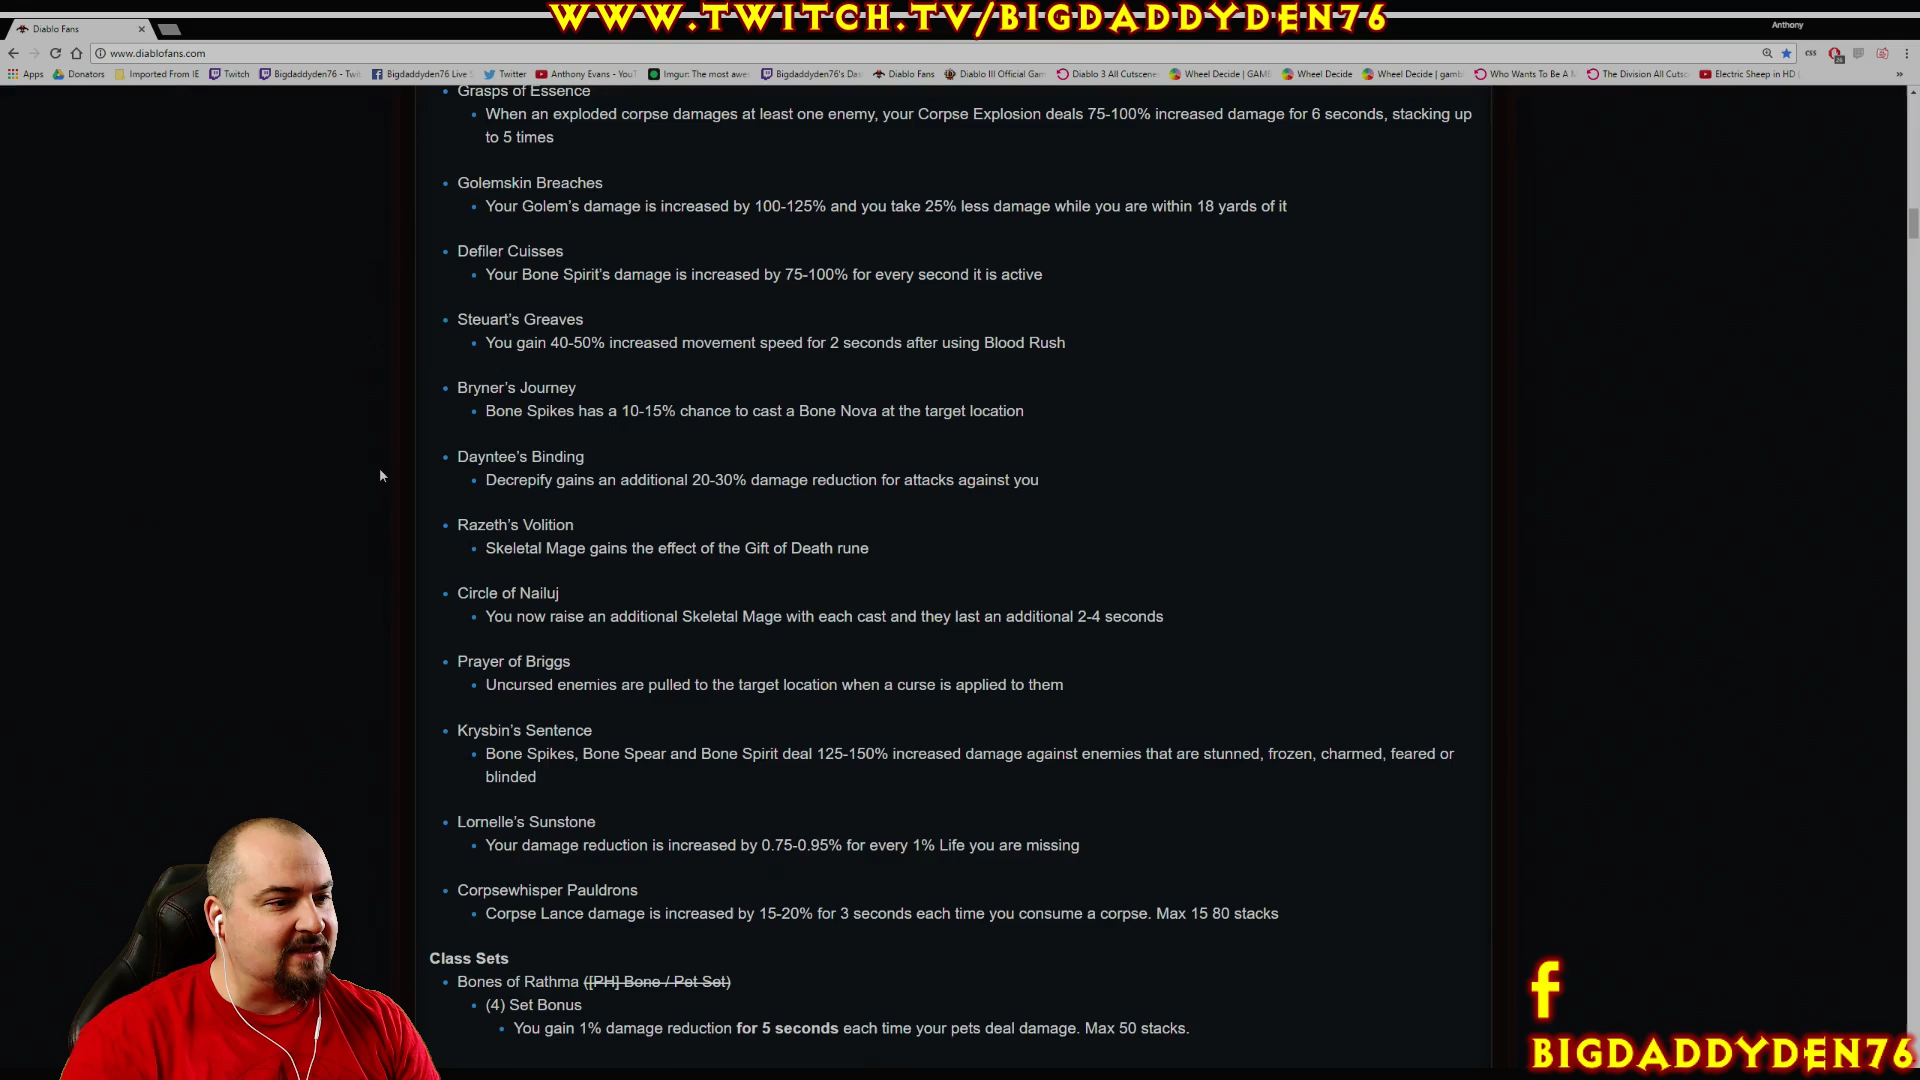 WWW.TWITCH.TV/BIGDADDYDEN76
Diablo Fans
Anthony
www.diablofans.com
css
Apps Donators Imported From IE Twitch Bigdaddyden76 - Twi Bigdaddyden76 Live Twitter Anthony Evans - YouT Imgur: The most awe Bigdaddyden76's Das Diablo Fans Diablo III Official Gam Diablo 3 All Cutscene Wheel Decide | GAM Wheel Decide Wheel Decide | gamb Who Wants To Be A The Division All Cuts Electric Sheep in HD
Grasps of Essence
When an exploded corpse damages at least one enemy, your Corpse Explosion deals 75-100% increased damage for 6 seconds, stacking up
to 5 times
Golemskin Breaches
Your Golem's damage is increased by 100-125% and you take 25% less damage while you are within 18 yards of it
Defiler Cuisses
Your Bone Spirit's damage is increased by 75-100% for every second it is active
Steuart's Greaves
You gain 40-50% increased movement speed for 2 seconds after using Blood Rush
Bryner's Journey
Bone Spikes has a 10-15% chance to cast a Bone Nova at the target location
Dayntee's Binding
Decrepify gains an additional 20-30% damage reduction for attacks against you
Razeth's Volition
Skeletal Mage gains the effect of the Gift of Death rune
Circle of Nailuj
You now raise an additional Skeletal Mage with each cast and they last an additional 2-4 seconds
Prayer of Briggs
Uncursed enemies are pulled to the target location when a curse is applied to them
Krysbin's Sentence
Bone Spikes, Bone Spear and Bone Spirit deal 125-150% increased damage against enemies that are stunned, frozen, charmed, feared or
blinded
Lornelle's Sunstone
Your damage reduction is increased by 0.75-0.95% for every 1% Life you are missing
Corpsewhisper Pauldrons
Corpse Lance damage is increased by 15-20% for 3 seconds each time you consume a corpse. Max 15 80 stacks
Class Sets
Bones of Rathma ([PH] Bone / Pet Set)
(4) Set Bonus
You gain 1% damage reduction for 5 seconds each time your pets deal damage. Max 50 stacks.
f
BIGDADDYDEN76